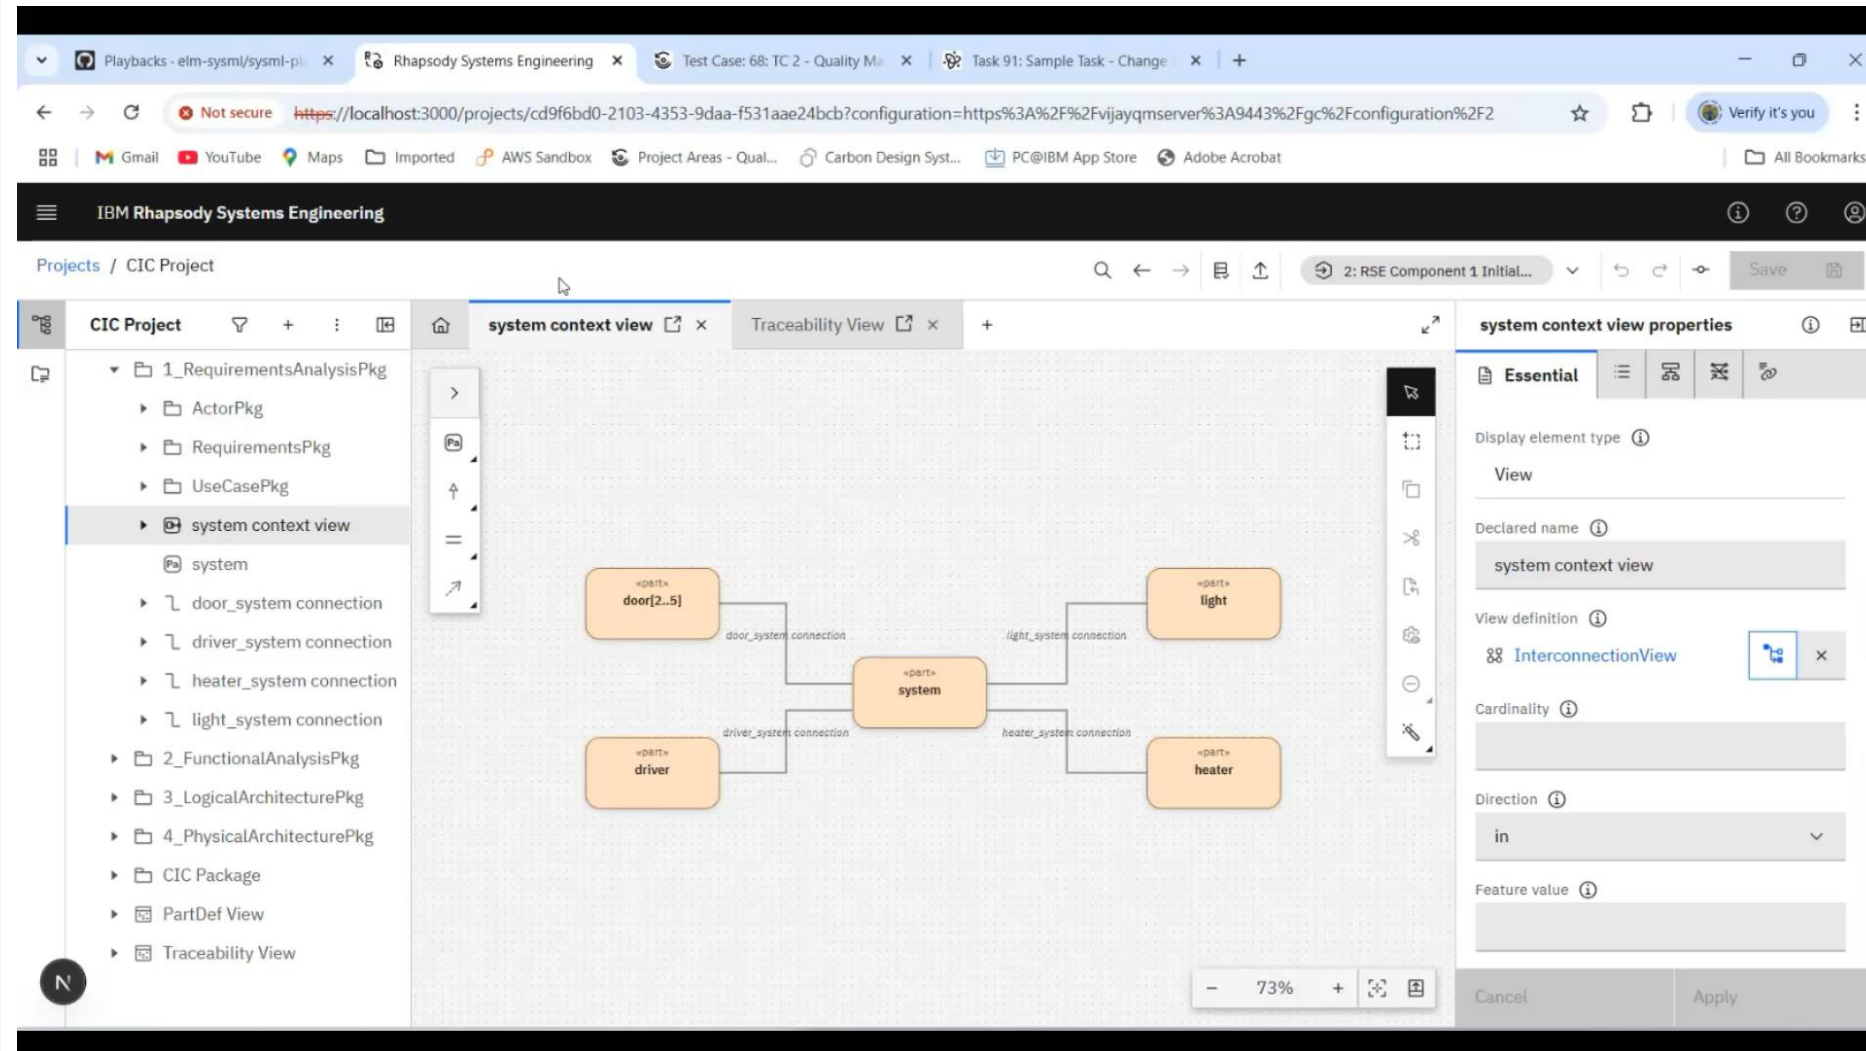 Playbacks - elm-sysml/sysml-pl
Rhapsody Systems Engineering
Test Case: 68: TC 2 - Quality Ma
Task 91: Sample Task - Change
Not secure
https://localhost:3000/projects/cd9f6bd0-2103-4353-9daa-f531aae24bcb?configuration=https%3A%2F%2Fvijayqmserver%3A9443%2Fgc%2Fconfiguration%2F2
Verify it's you
Gmail
YouTube
Maps
Imported
AWS Sandbox
Project Areas - Qual...
Carbon Design Syst...
PC@IBM App Store
Adobe Acrobat
All Bookmarks
IBM Rhapsody Systems Engineering
Projects / CIC Project
2: RSE Component 1 Initial...
Save
CIC Project
system context view
Traceability View
system context view properties
1_RequirementsAnalysisPkg
ActorPkg
RequirementsPkg
UseCasePkg
system context view
Pa system
door_system connection
driver_system connection
heater_system connection
light_system connection
2_FunctionalAnalysisPkg
3_LogicalArchitecturePkg
4_PhysicalArchitecturePkg
CIC Package
PartDef View
Traceability View
N
Pa
«part»
door[2..5]
«part»
light
door_system connection
light_system connection
«part»
system
driver_system connection
heater_system connection
«part»
driver
«part»
heater
73%
Essential
Display element type
View
Declared name
system context view
View definition
InterconnectionView
Cardinality
Direction
in
Feature value
Cancel
Apply